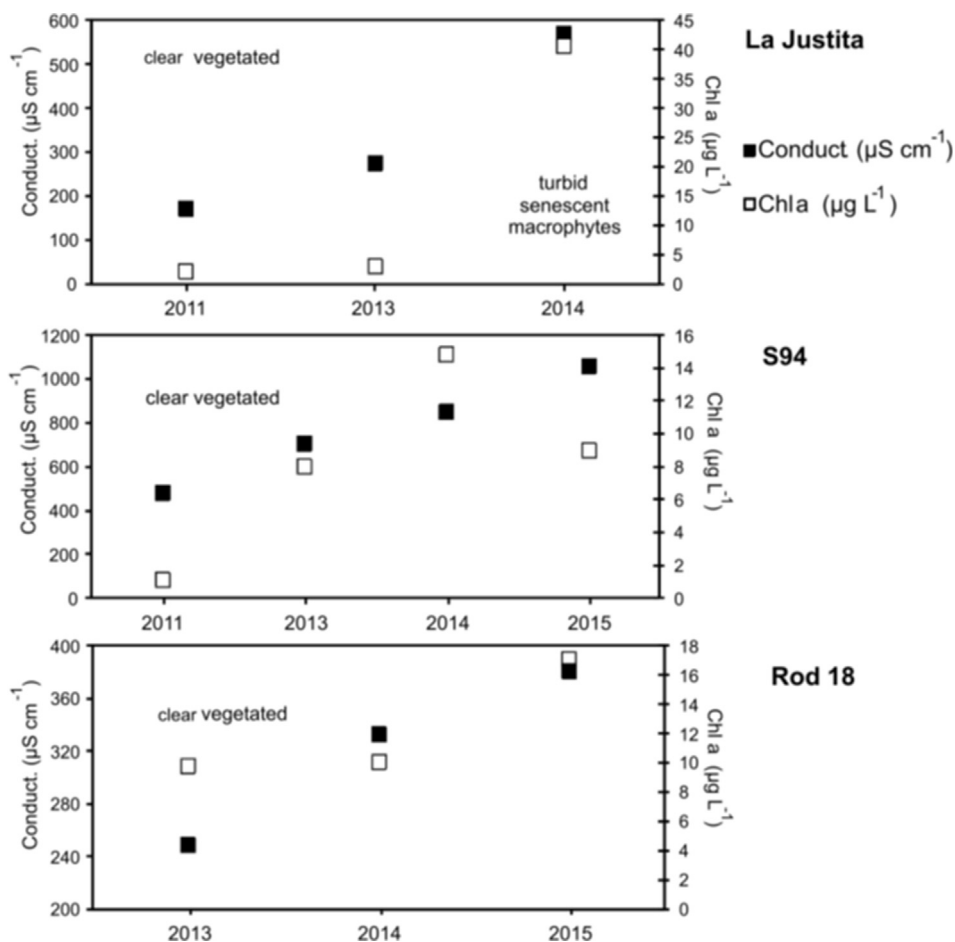 La Justita
Conduct. (µS cm⁻¹)
600
500
400
300
200
100
0
clear vegetated
turbid
senescent
macrophytes
45
40
35
30
25
20
15
10
5
0
Chl a (µg L⁻¹)
2011 2013 2014
■Conduct. (µS cm⁻¹)
□Chla (µg L⁻¹)
S94
Conduct. (µS cm⁻¹)
1200
1000
800
600
400
200
0
clear vegetated
16
14
12
10
8
6
4
2
0
Chl a (µg L⁻¹)
2011 2013 2014 2015
Rod 18
Conduct. (µS cm⁻¹)
400
360
320
280
240
200
clear vegetated
18
16
14
12
10
8
6
4
2
0
Chl a (µg L⁻¹)
2013 2014 2015